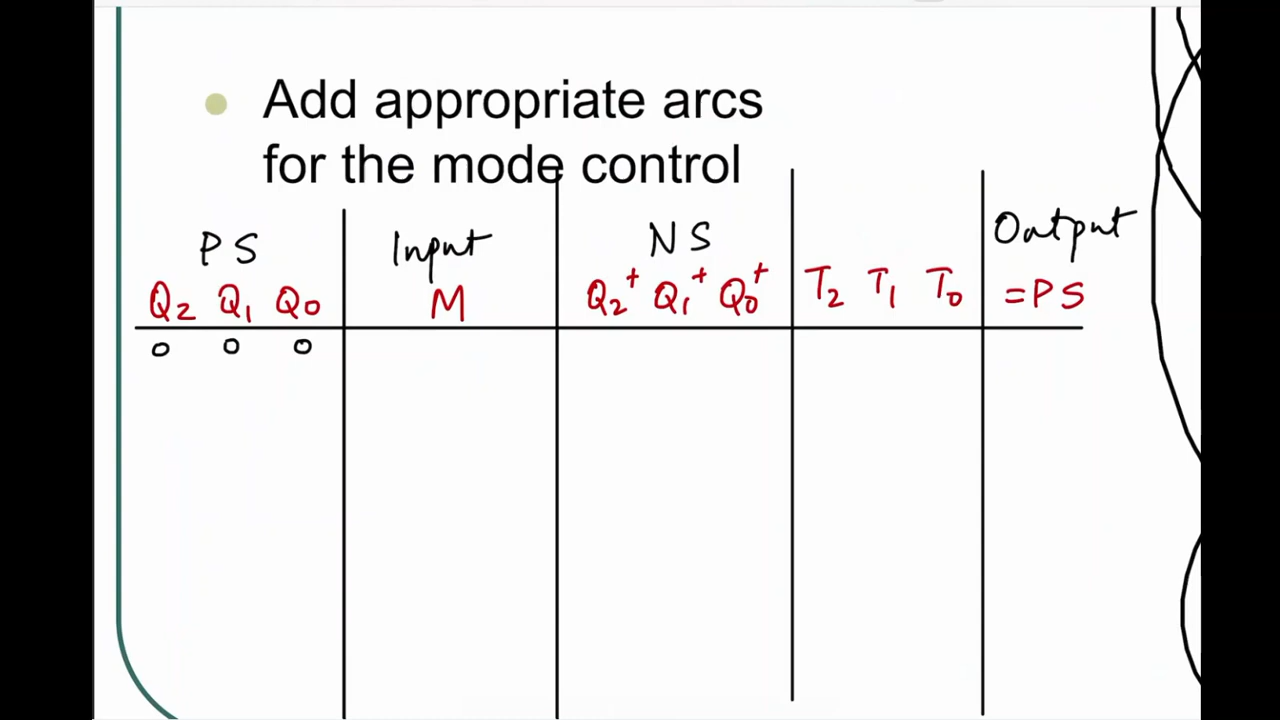 Add appropriate arcs
for the mode control
PS Input NS Output
Q2 Q1 Q0 M Q2+ Q1+ Q0+ T2 T1 T0 =PS
0 0 0